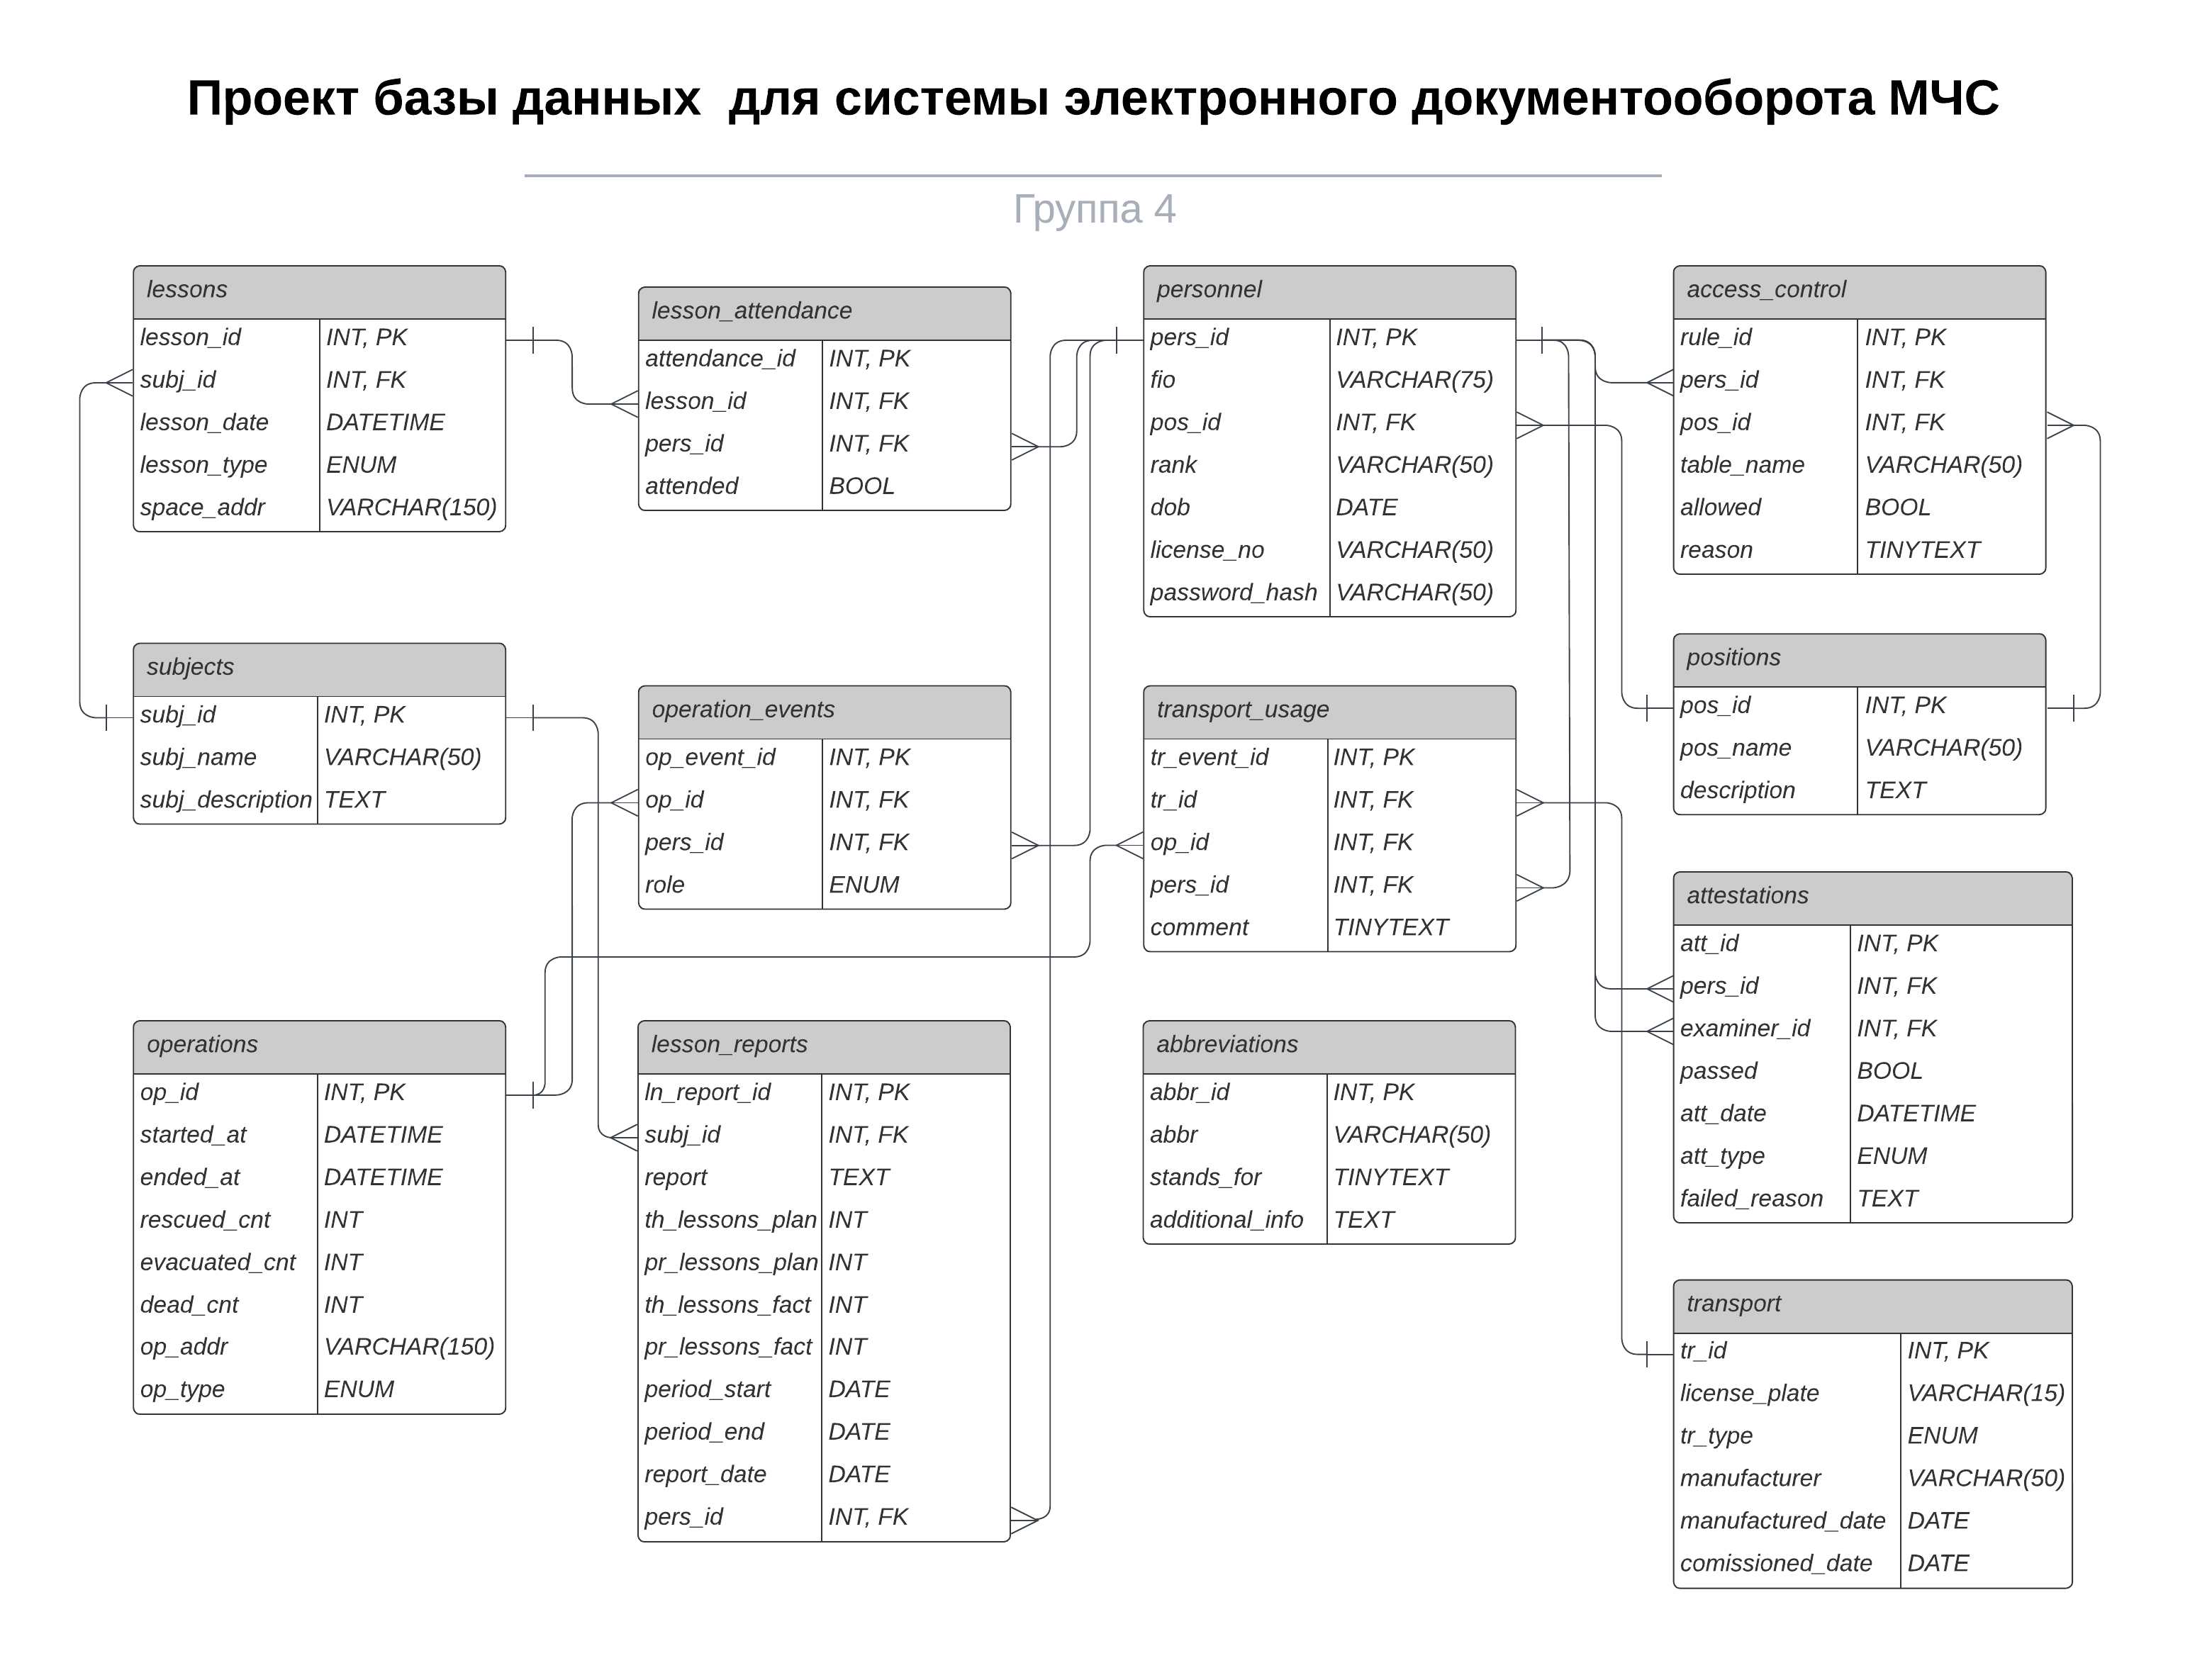 Проект базы данных  для системы электронного документооборота МЧС
Группа 4
lessons
lesson_id INT, PK
subj_id INT, FK
lesson_date DATETIME
lesson_type ENUM
space_addr VARCHAR(150)
lesson_attendance
attendance_id INT, PK
lesson_id INT, FK
pers_id INT, FK
attended BOOL
personnel
pers_id INT, PK
fio VARCHAR(75)
pos_id INT, FK
rank VARCHAR(50)
dob DATE
license_no VARCHAR(50)
password_hash VARCHAR(50)
access_control
rule_id INT, PK
pers_id INT, FK
pos_id INT, FK
table_name VARCHAR(50)
allowed BOOL
reason TINYTEXT
subjects
subj_id INT, PK
subj_name VARCHAR(50)
subj_description TEXT
operation_events
op_event_id INT, PK
op_id INT, FK
pers_id INT, FK
role ENUM
transport_usage
tr_event_id INT, PK
tr_id INT, FK
op_id INT, FK
pers_id INT, FK
comment TINYTEXT
positions
pos_id INT, PK
pos_name VARCHAR(50)
description TEXT
attestations
att_id INT, PK
pers_id INT, FK
examiner_id INT, FK
passed BOOL
att_date DATETIME
att_type ENUM
failed_reason TEXT
operations
op_id INT, PK
started_at DATETIME
ended_at DATETIME
rescued_cnt INT
evacuated_cnt INT
dead_cnt INT
op_addr VARCHAR(150)
op_type ENUM
lesson_reports
ln_report_id INT, PK
subj_id INT, FK
report TEXT
th_lessons_plan INT
pr_lessons_plan INT
th_lessons_fact INT
pr_lessons_fact INT
period_start DATE
period_end DATE
report_date DATE
pers_id INT, FK
abbreviations
abbr_id INT, PK
abbr VARCHAR(50)
stands_for TINYTEXT
additional_info TEXT
transport
tr_id INT, PK
license_plate VARCHAR(15)
tr_type ENUM
manufacturer VARCHAR(50)
manufactured_date DATE
comissioned_date DATE